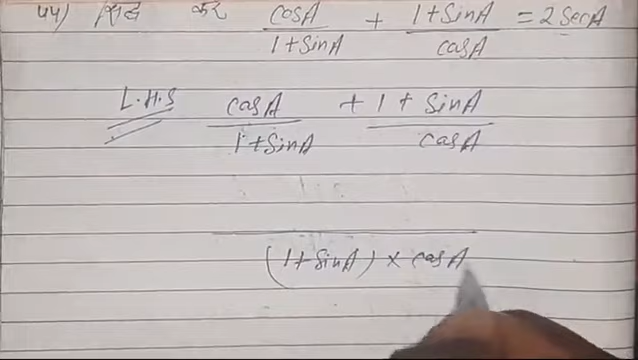 44) सिद्ध करें cosA / 1+SinA + 1+SinA / cosA = 2 SecA
L.H.S cosA / 1+SinA + 1 + SinA / cosA
(1+SinA) × cosA